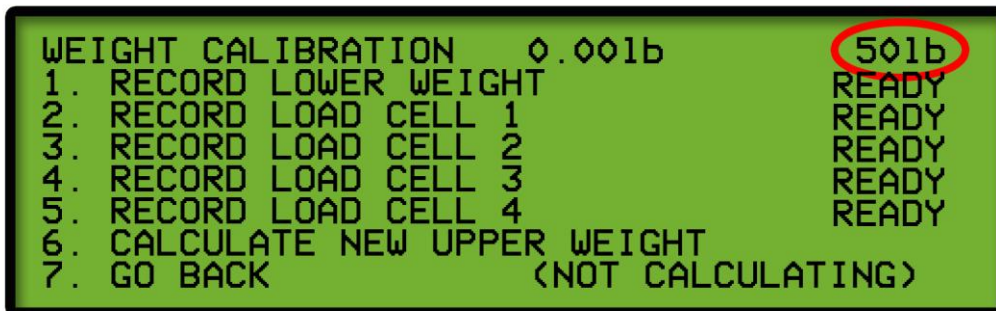 WEIGHT CALIBRATION 0.00lb 50lb
1. RECORD LOWER WEIGHT READY
2. RECORD LOAD CELL 1 READY
3. RECORD LOAD CELL 2 READY
4. RECORD LOAD CELL 3 READY
5. RECORD LOAD CELL 4 READY
6. CALCULATE NEW UPPER WEIGHT
7. GO BACK (NOT CALCULATING)